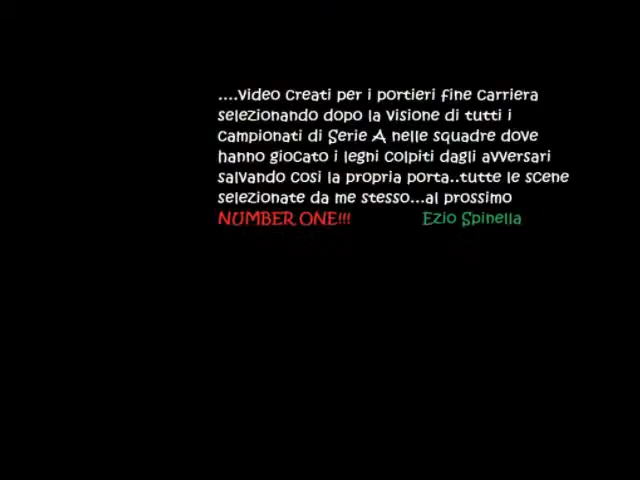 ....video creati per i portieri fine carriera
selezionando dopo la visione di tutti i
campionati di Serie A nelle squadre dove
hanno giocato i legni colpiti dagli avversari
salvando cosi la propria porta..tutte le scene
selezionate da me stesso...al prossimo
NUMBER ONE!!! Ezio Spinella